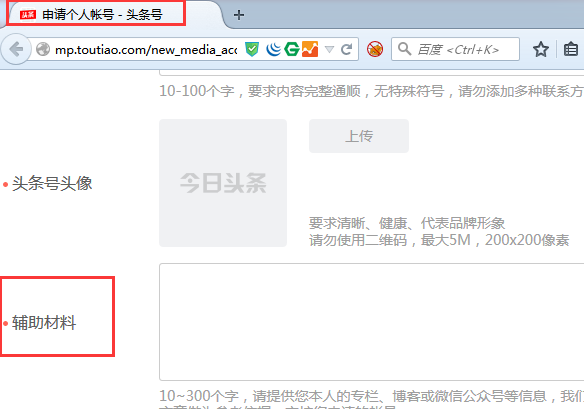 头条 申请个人帐号 - 头条号
mp.toutiao.com/new_media_acc
百度 <Ctrl+K>
10-100个字，要求内容完整通顺，无特殊符号，请勿添加多种联系方
头条号头像
今日头条
上传
要求清晰、健康、代表品牌形象
请勿使用二维码，最大5M，200x200像素
辅助材料
10~300个字，请提供您本人的专栏、博客或微信公众号等信息，我们